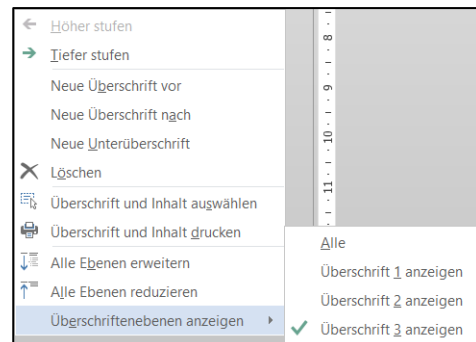 Höher stufen
Tiefer stufen
Neue Überschrift vor
Neue Überschrift nach
Neue Unterüberschrift
Löschen
Überschrift und Inhalt auswählen
Überschrift und Inhalt drucken
Alle Ebenen erweitern
Alle Ebenen reduzieren
Überschriftenebenen anzeigen
Alle
Überschrift 1 anzeigen
Überschrift 2 anzeigen
Überschrift 3 anzeigen
8
9
10
11